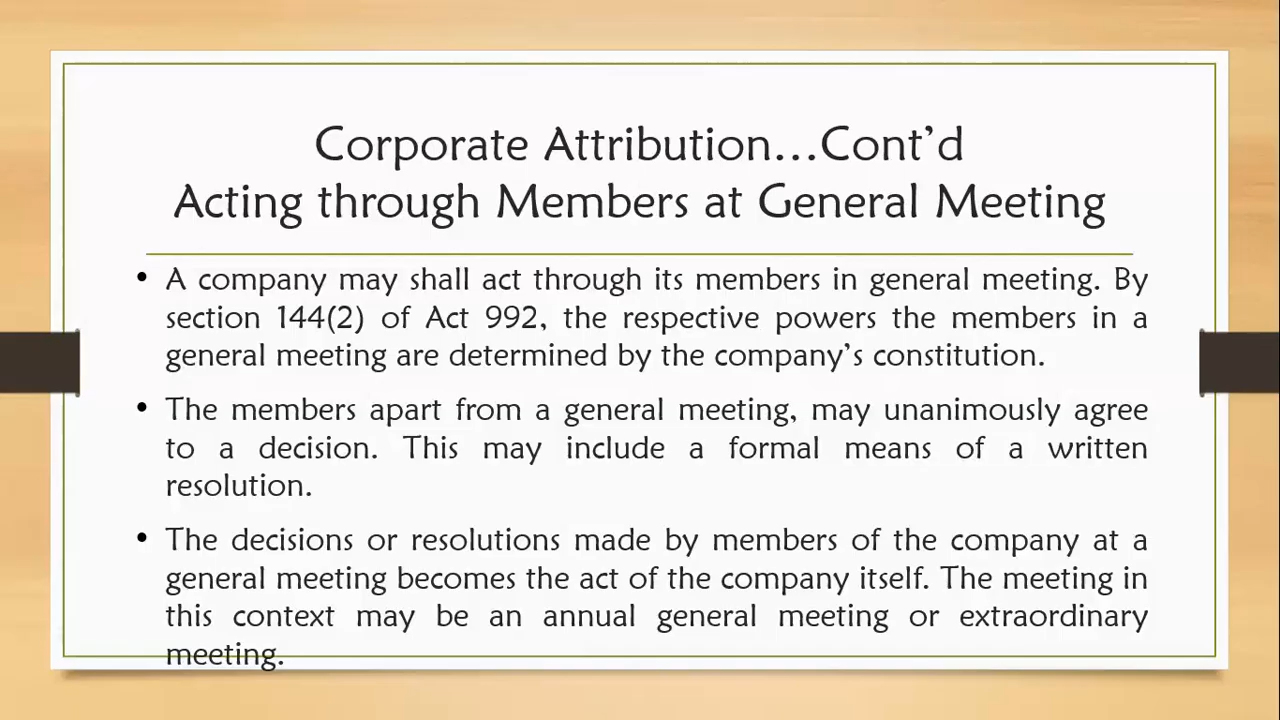 Corporate Attribution…Cont’d
Acting through Members at General Meeting
• A company may shall act through its members in general meeting. By
section 144(2) of Act 992, the respective powers the members in a
general meeting are determined by the company’s constitution.
• The members apart from a general meeting, may unanimously agree
to a decision. This may include a formal means of a written
resolution.
• The decisions or resolutions made by members of the company at a
general meeting becomes the act of the company itself. The meeting in
this context may be an annual general meeting or extraordinary
meeting.